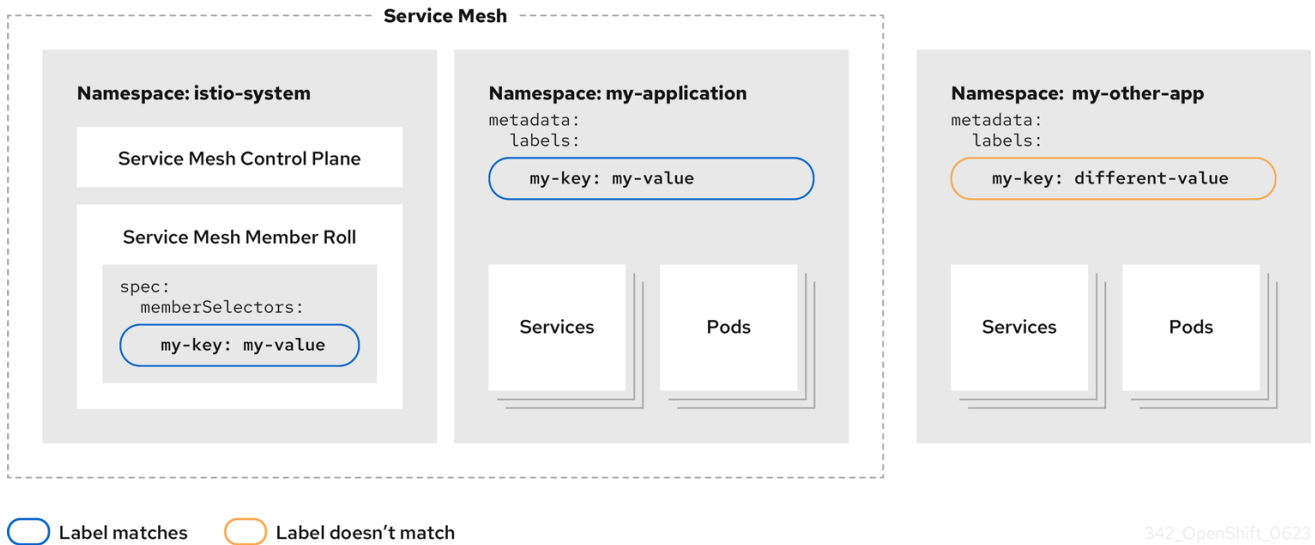 Service Mesh
Namespace: istio-system
Service Mesh Control Plane
Service Mesh Member Roll
spec:
memberSelectors:
my-key: my-value
Namespace: my-application
metadata:
labels:
my-key: my-value
Services
Pods
Namespace: my-other-app
metadata:
labels:
my-key: different-value
Services
Pods
Label matches
Label doesn’t match
342_OpenShift_0623